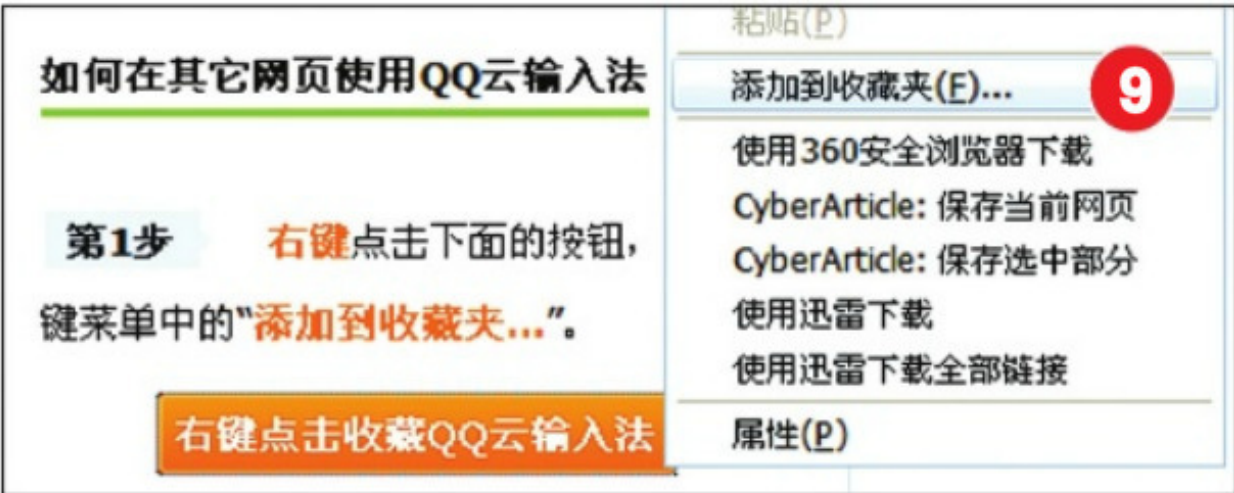 如何在其它网页使用QQ云输入法
第1步 右键点击下面的按钮，
键菜单中的"添加到收藏夹..."。
右键点击收藏QQ云输入法
粘贴(P)
添加到收藏夹(F)...
9
使用360安全浏览器下载
CyberArticle: 保存当前网页
CyberArticle: 保存选中部分
使用迅雷下载
使用迅雷下载全部链接
属性(P)